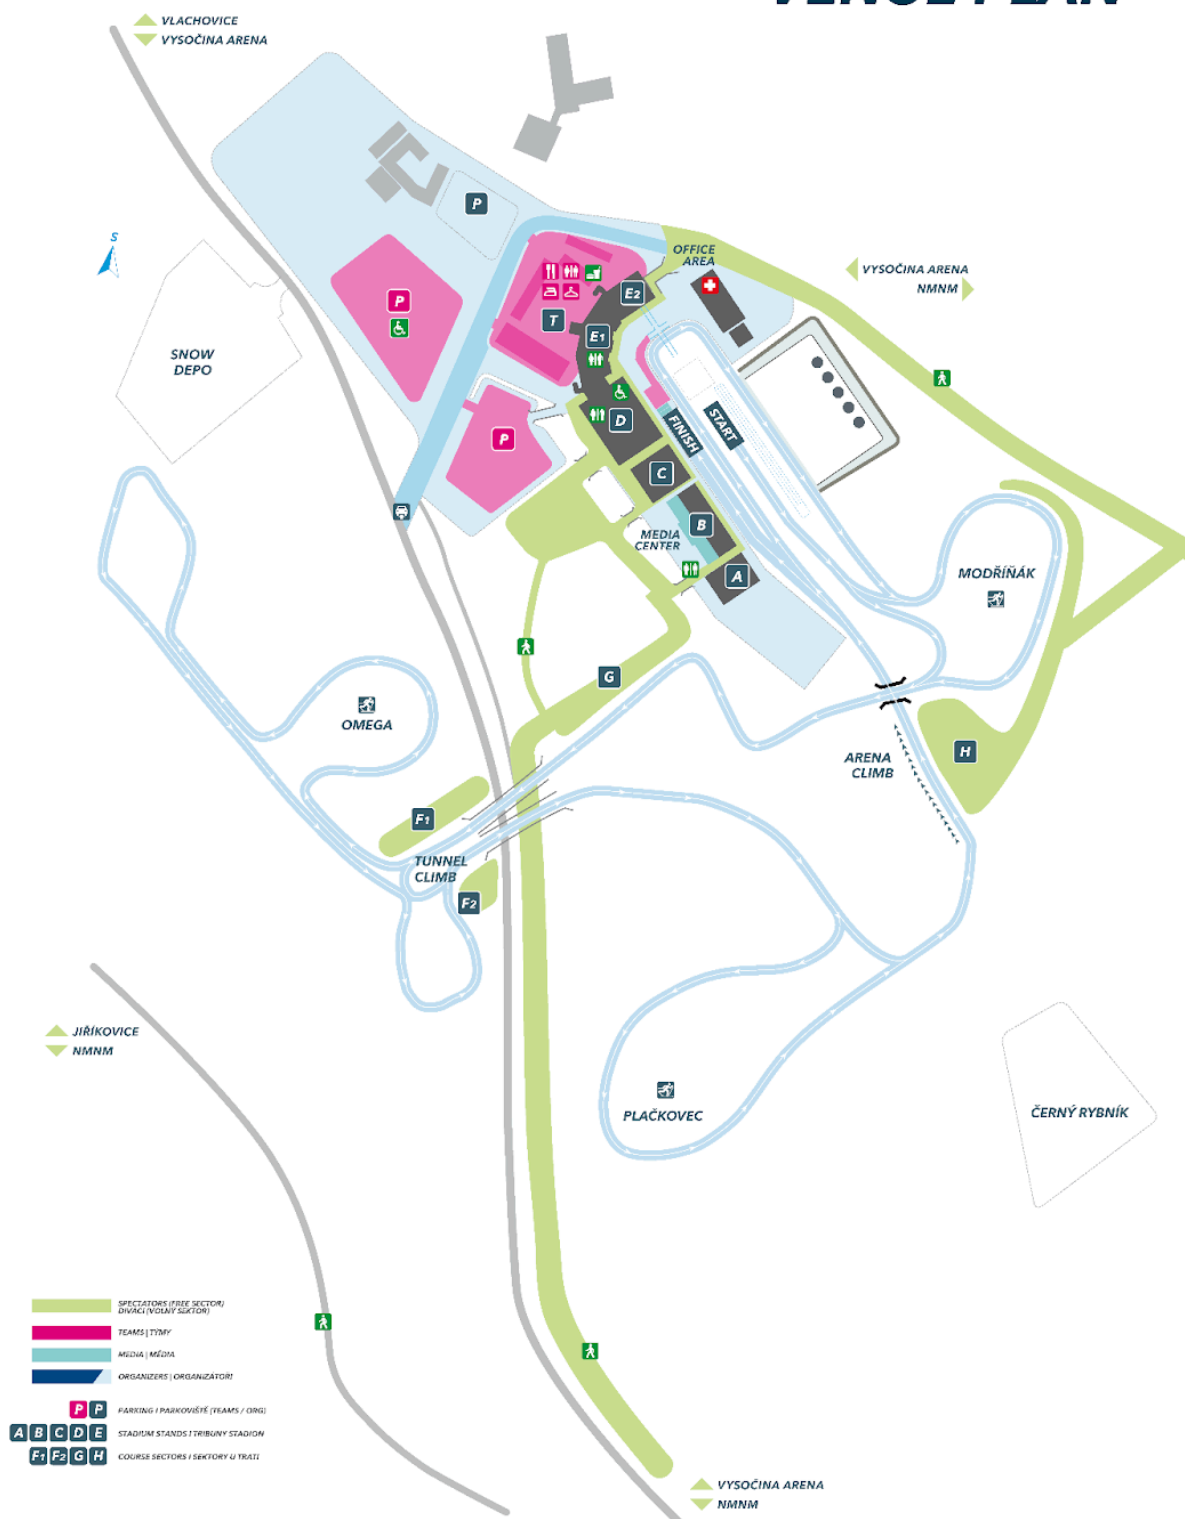 VENUE PLAN
VLACHOVICE
VYSOČINA ARENA
P
S
OFFICE
AREA
VYSOČINA ARENA
NMNM
P
E2
T
E1
SNOW
DEPO
D
FINISH
START
P
C
B
MEDIA
CENTER
A
MODŘÍŇÁK
G
OMEGA
H
ARENA
CLIMB
F1
TUNNEL
CLIMB
F2
JIŘÍKOVICE
NMNM
PLAČKOVEC
ČERNÝ RYBNÍK
SPECTATORS (FREE SECTOR)
DIVÁCI (VOLNÝ SEKTOR)
TEAMS | TÝMY
MEDIA | MÉDIA
ORGANIZERS | ORGANIZÁTOŘI
P P PARKING I PARKOVIŠTĚ (TEAMS / ORG)
A B C D E STADIUM STANDS I TRIBUNY STADION
F1 F2 G H COURSE SECTORS I SEKTORY U TRATI
VYSOČINA ARENA
NMNM